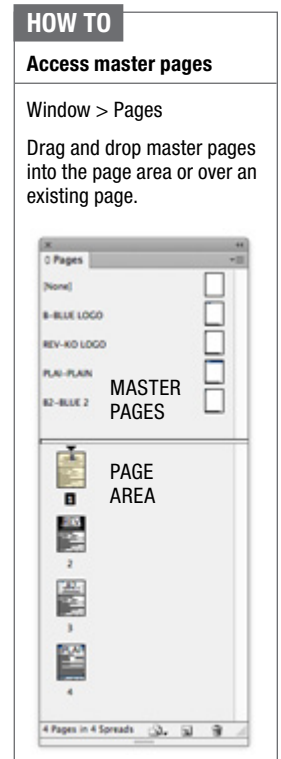 HOW TO
Access master pages
Window > Pages
Drag and drop master pages
into the page area or over an
existing page.
Pages
[None]
B-BLUE LOGO
REV-KO LOGO
PLAI-PLAIN
B2-BLUE 2
MASTER
PAGES
PAGE
AREA
1
2
3
4
4 Pages in 4 Spreads